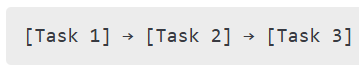 [Task 1] → [Task 2] → [Task 3]